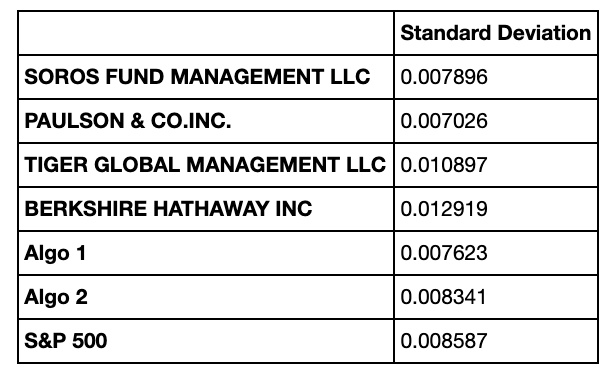 Standard Deviation
SOROS FUND MANAGEMENT LLC 0.007896
PAULSON & CO.INC. 0.007026
TIGER GLOBAL MANAGEMENT LLC 0.010897
BERKSHIRE HATHAWAY INC 0.012919
Algo 1 0.007623
Algo 2 0.008341
S&P 500 0.008587